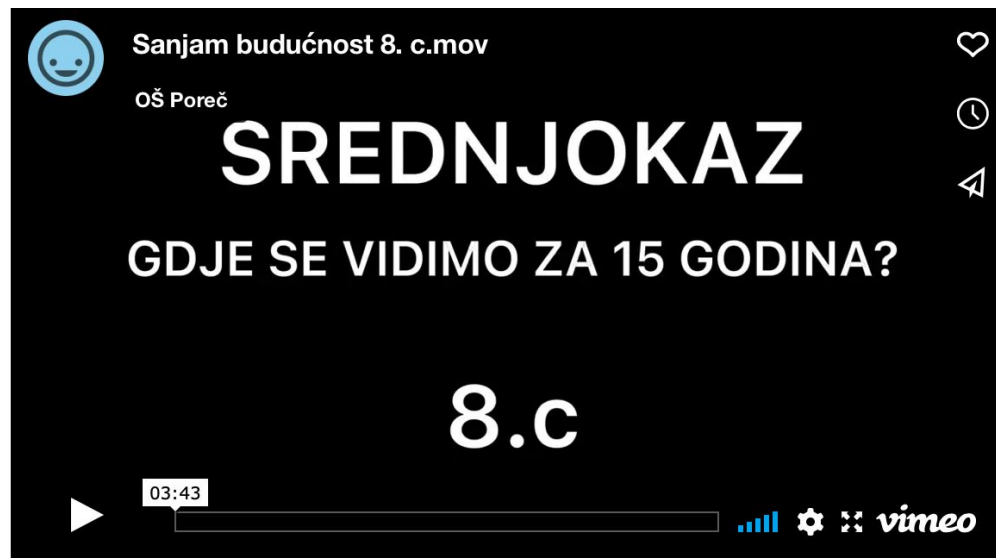 Sanjam budućnost 8. c.mov
OŠ Poreč
SREDNJOKAZ
GDJE SE VIDIMO ZA 15 GODINA?
8.c
03:43
vimeo